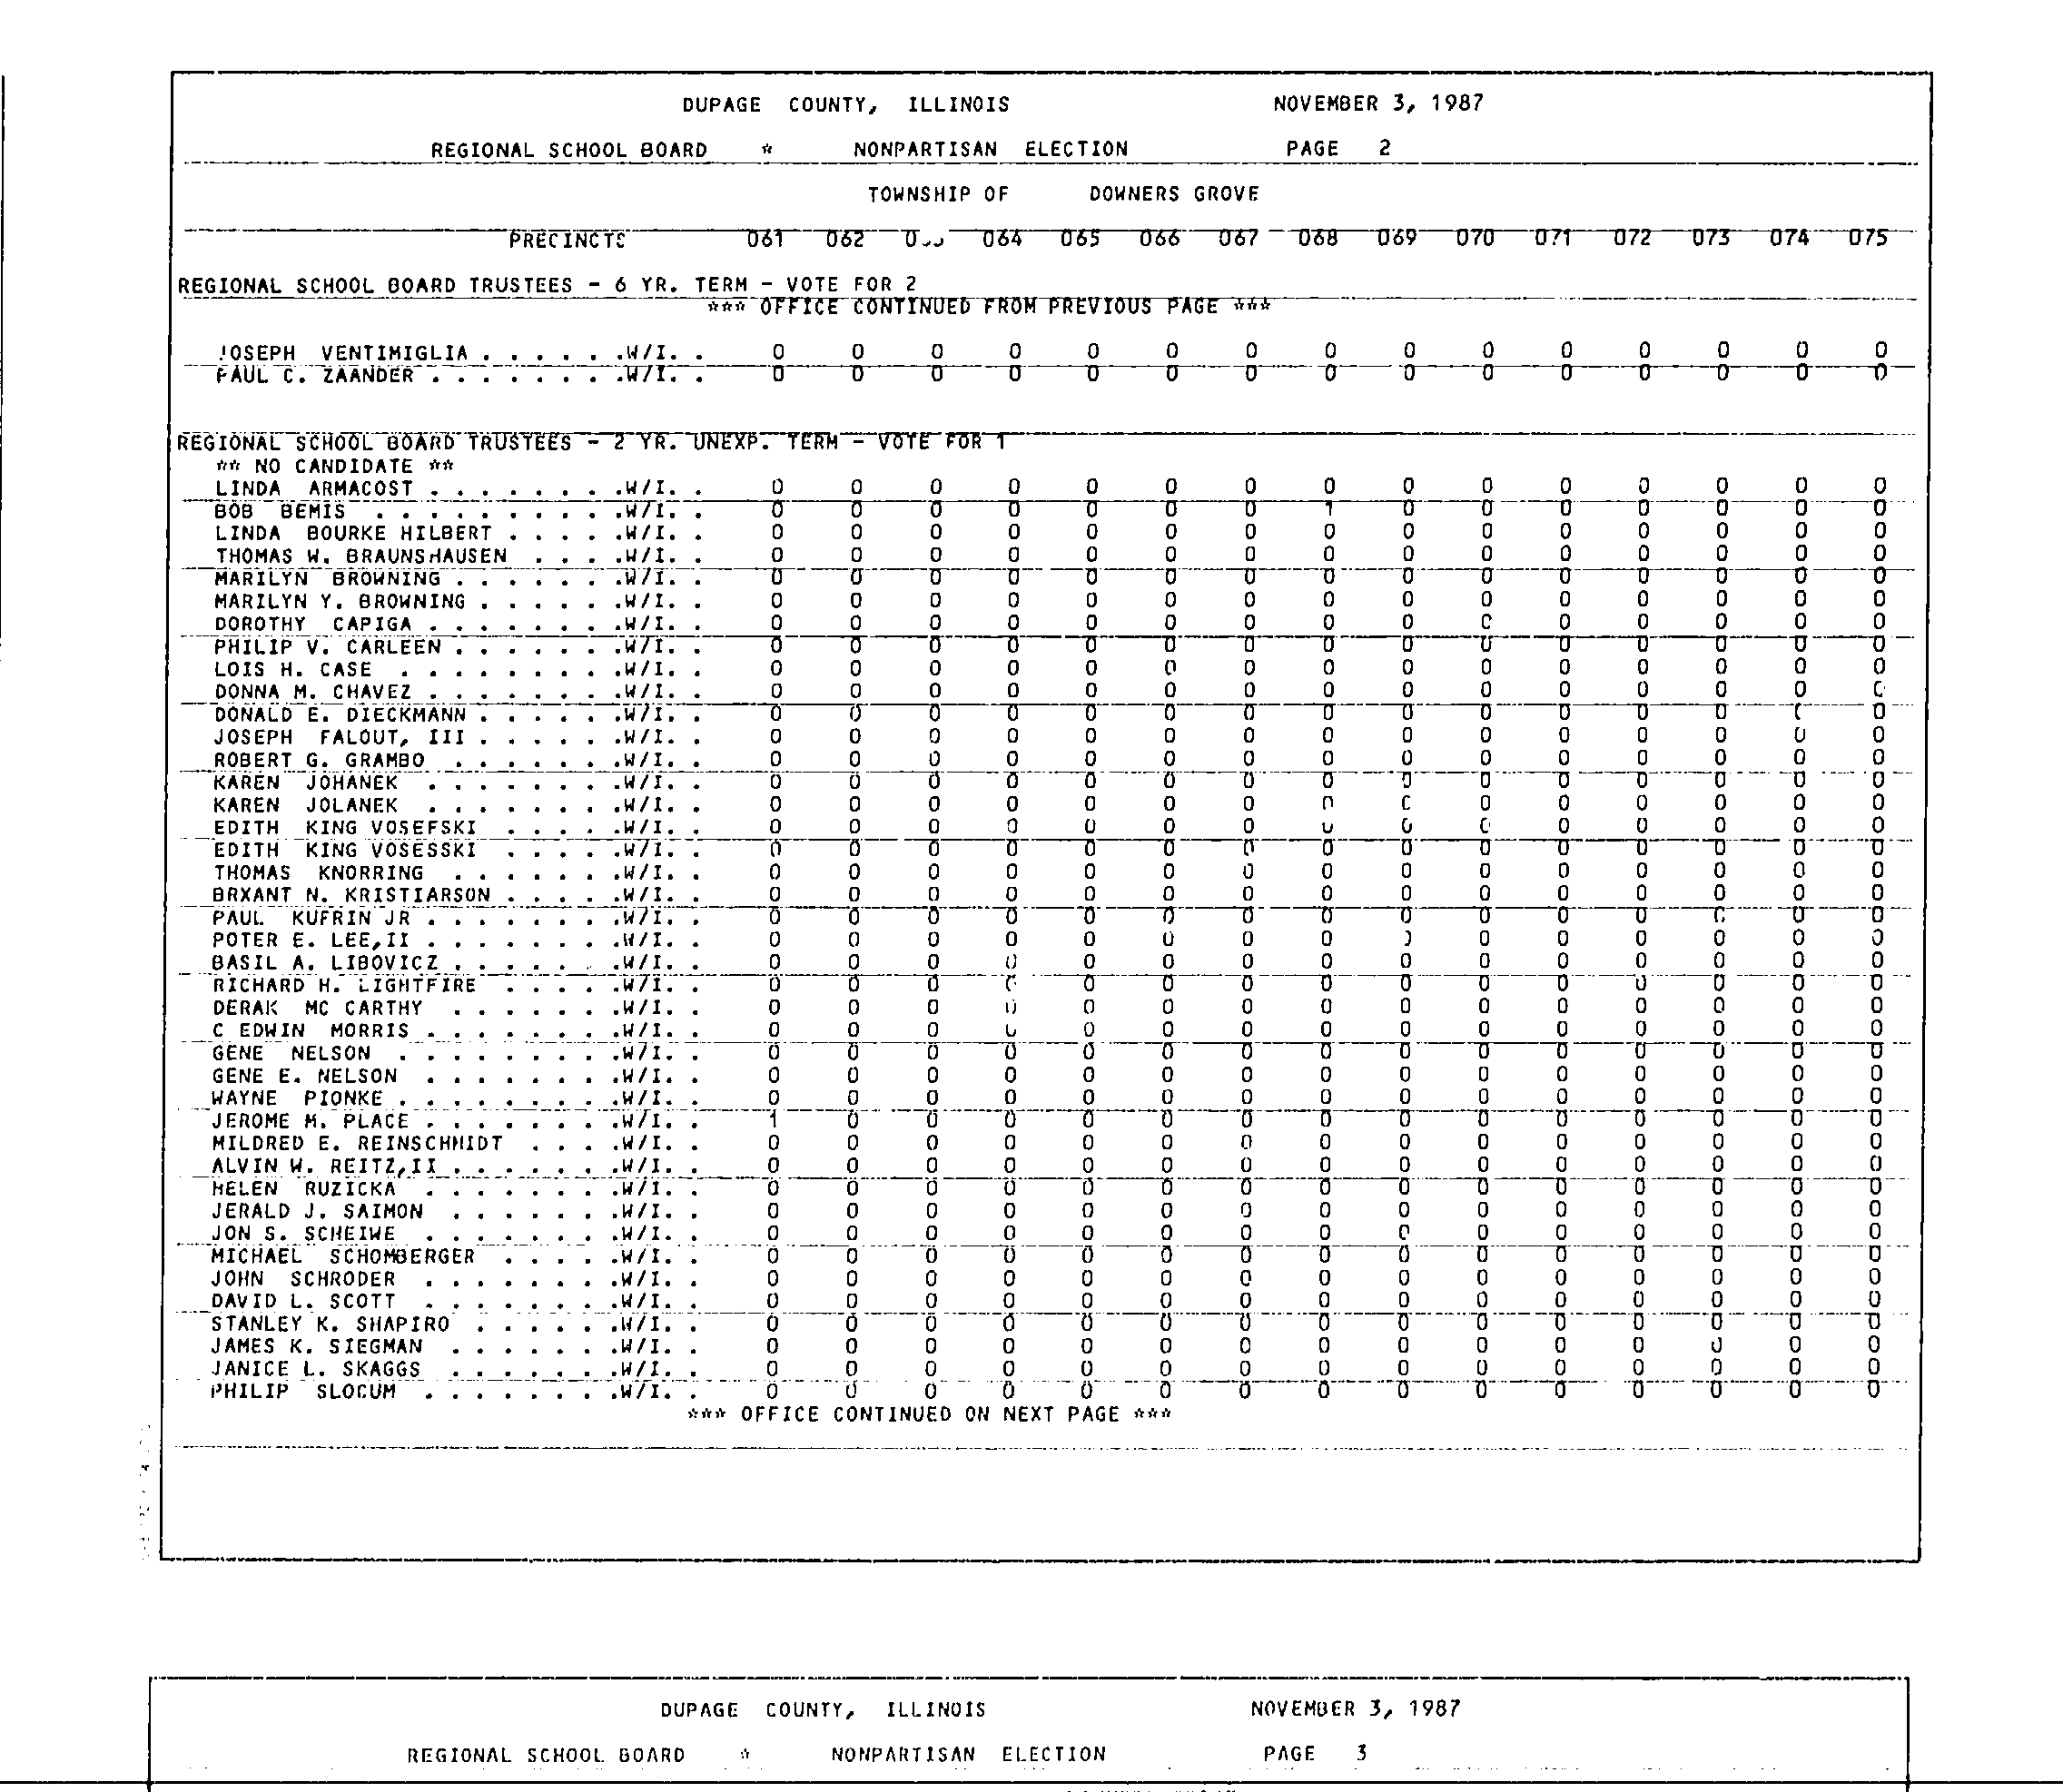 DUPAGE COUNTY, ILLINOIS NOVEMBER 3, 1987
REGIONAL SCHOOL BOARD * NONPARTISAN ELECTION PAGE 2
TOWNSHIP OF DOWNERS GROVE
PRECINCTS 061 062 064 065 066 067 068 069 070 071 072 073 074 075
REGIONAL SCHOOL BOARD TRUSTEES - 6 YR. TERM - VOTE FOR 2
*** OFFICE CONTINUED FROM PREVIOUS PAGE ***
JOSEPH VENTIMIGLIA . . . . . .W/I. . 0 0 0 0 0 0 0 0 0 0 0 0 0 0 0
PAUL C. ZAANDER . . . . . . . .W/I. . 0 0 0 0 0 0 0 0 0 0 0 0 0 0 0
REGIONAL SCHOOL BOARD TRUSTEES - 2 YR. UNEXP. TERM - VOTE FOR 1
** NO CANDIDATE **
LINDA ARMACOST . . . . . . . .W/I. . 0 0 0 0 0 0 0 0 0 0 0 0 0 0 0
BOB BEMIS . . . . . . . . . .W/I. . 0 0 0 0 0 0 0 1 0 0 0 0 0 0 0
LINDA BOURKE HILBERT . . . . .W/I. . 0 0 0 0 0 0 0 0 0 0 0 0 0 0 0
THOMAS W. BRAUNSHAUSEN . . . .W/I. . 0 0 0 0 0 0 0 0 0 0 0 0 0 0 0
MARILYN BROWNING . . . . . . .W/I. . 0 0 0 0 0 0 0 0 0 0 0 0 0 0 0
MARILYN Y. BROWNING . . . . . .W/I. . 0 0 0 0 0 0 0 0 0 0 0 0 0 0 0
DOROTHY CAPIGA . . . . . . . .W/I. . 0 0 0 0 0 0 0 0 0 0 0 0 0 0 0
PHILIP V. CARLEEN . . . . . . .W/I. . 0 0 0 0 0 0 0 0 0 0 0 0 0 0 0
LOIS H. CASE . . . . . . . . .W/I. . 0 0 0 0 0 0 0 0 0 0 0 0 0 0 0
DONNA M. CHAVEZ . . . . . . . .W/I. . 0 0 0 0 0 0 0 0 0 0 0 0 0 0 0
DONALD E. DIECKMANN . . . . . .W/I. . 0 0 0 0 0 0 0 0 0 0 0 0 0 0 0
JOSEPH FALOUT, III . . . . . .W/I. . 0 0 0 0 0 0 0 0 0 0 0 0 0 0 0
ROBERT G. GRAMBO . . . . . . .W/I. . 0 0 0 0 0 0 0 0 0 0 0 0 0 0 0
KAREN JOHANEK . . . . . . . .W/I. . 0 0 0 0 0 0 0 0 0 0 0 0 0 0 0
KAREN JOLANEK . . . . . . . .W/I. . 0 0 0 0 0 0 0 0 0 0 0 0 0 0 0
EDITH KING VOSEFSKI . . . . .W/I. . 0 0 0 0 0 0 0 0 0 0 0 0 0 0 0
EDITH KING VOSESSKI . . . . .W/I. . 0 0 0 0 0 0 0 0 0 0 0 0 0 0 0
THOMAS KNORRING . . . . . . .W/I. . 0 0 0 0 0 0 0 0 0 0 0 0 0 0 0
BRXANT N. KRISTIARSON . . . . .W/I. . 0 0 0 0 0 0 0 0 0 0 0 0 0 0 0
PAUL KUFRIN JR . . . . . . . .W/I. . 0 0 0 0 0 0 0 0 0 0 0 0 0 0 0
POTER E. LEE,II . . . . . . . .W/I. . 0 0 0 0 0 0 0 0 0 0 0 0 0 0 0
BASIL A. LIBOVICZ . . . . . . .W/I. . 0 0 0 0 0 0 0 0 0 0 0 0 0 0 0
RICHARD H. LIGHTFIRE . . . . .W/I. . 0 0 0 0 0 0 0 0 0 0 0 0 0 0 0
DERAK MC CARTHY . . . . . . .W/I. . 0 0 0 0 0 0 0 0 0 0 0 0 0 0 0
C EDWIN MORRIS . . . . . . . .W/I. . 0 0 0 0 0 0 0 0 0 0 0 0 0 0 0
GENE NELSON . . . . . . . . .W/I. . 0 0 0 0 0 0 0 0 0 0 0 0 0 0 0
GENE E. NELSON . . . . . . . .W/I. . 0 0 0 0 0 0 0 0 0 0 0 0 0 0 0
WAYNE PIONKE . . . . . . . . .W/I. . 0 0 0 0 0 0 0 0 0 0 0 0 0 0 0
JEROME M. PLACE . . . . . . . .W/I. . 1 0 0 0 0 0 0 0 0 0 0 0 0 0 0
MILDRED E. REINSCHMIDT . . . .W/I. . 0 0 0 0 0 0 0 0 0 0 0 0 0 0 0
ALVIN W. REITZ,II . . . . . . .W/I. . 0 0 0 0 0 0 0 0 0 0 0 0 0 0 0
HELEN RUZICKA . . . . . . . .W/I. . 0 0 0 0 0 0 0 0 0 0 0 0 0 0 0
JERALD J. SAIMON . . . . . . .W/I. . 0 0 0 0 0 0 0 0 0 0 0 0 0 0 0
JON S. SCHEIWE . . . . . . . .W/I. . 0 0 0 0 0 0 0 0 0 0 0 0 0 0 0
MICHAEL SCHOMBERGER . . . . .W/I. . 0 0 0 0 0 0 0 0 0 0 0 0 0 0 0
JOHN SCHRODER . . . . . . . .W/I. . 0 0 0 0 0 0 0 0 0 0 0 0 0 0 0
DAVID L. SCOTT . . . . . . . .W/I. . 0 0 0 0 0 0 0 0 0 0 0 0 0 0 0
STANLEY K. SHAPIRO . . . . . .W/I. . 0 0 0 0 0 0 0 0 0 0 0 0 0 0 0
JAMES K. SIEGMAN . . . . . . .W/I. . 0 0 0 0 0 0 0 0 0 0 0 0 0 0 0
JANICE L. SKAGGS . . . . . . .W/I. . 0 0 0 0 0 0 0 0 0 0 0 0 0 0 0
PHILIP SLOCUM . . . . . . . .W/I. . 0 0 0 0 0 0 0 0 0 0 0 0 0 0 0
*** OFFICE CONTINUED ON NEXT PAGE ***
DUPAGE COUNTY, ILLINOIS NOVEMBER 3, 1987
REGIONAL SCHOOL BOARD * NONPARTISAN ELECTION PAGE 3